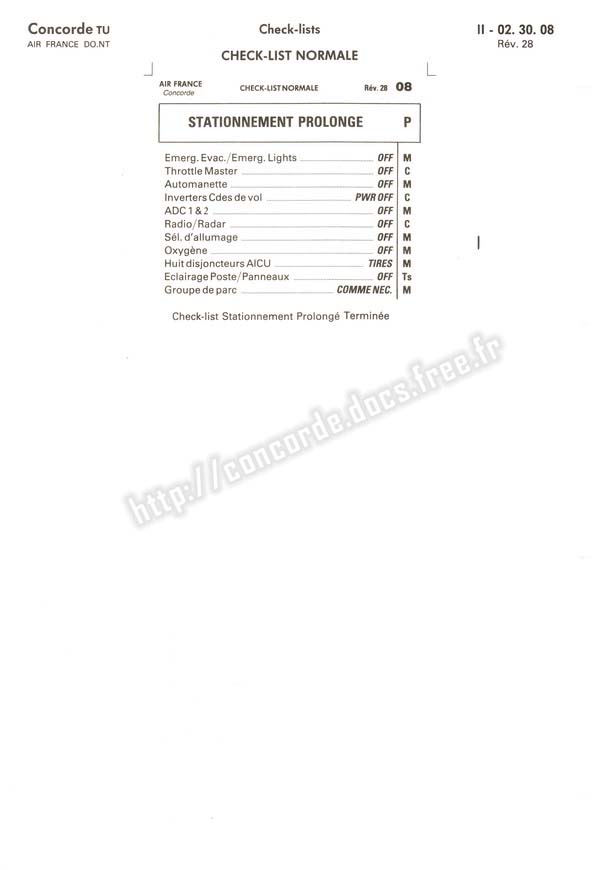 Concorde TU Check-lists II - 02. 30. 08
AIR FRANCE DO.NT Rév. 28
CHECK-LIST NORMALE
AIR FRANCE CHECK-LIST NORMALE Rév. 28 08
Concorde
STATIONNEMENT PROLONGE P
Emerg. Evac./Emerg. Lights OFF M
Throttle Master OFF C
Automanette OFF M
Inverters Cdes de vol PWR OFF C
ADC 1 & 2 OFF M
Radio/Radar OFF C
Sél. d'allumage OFF M
Oxygène OFF M
Huit disjoncteurs AICU TIRES M
Eclairage Poste/Panneaux OFF Ts
Groupe de parc COMME NEC. M
Check-list Stationnement Prolongé Terminée
http://concorde.docs.free.fr